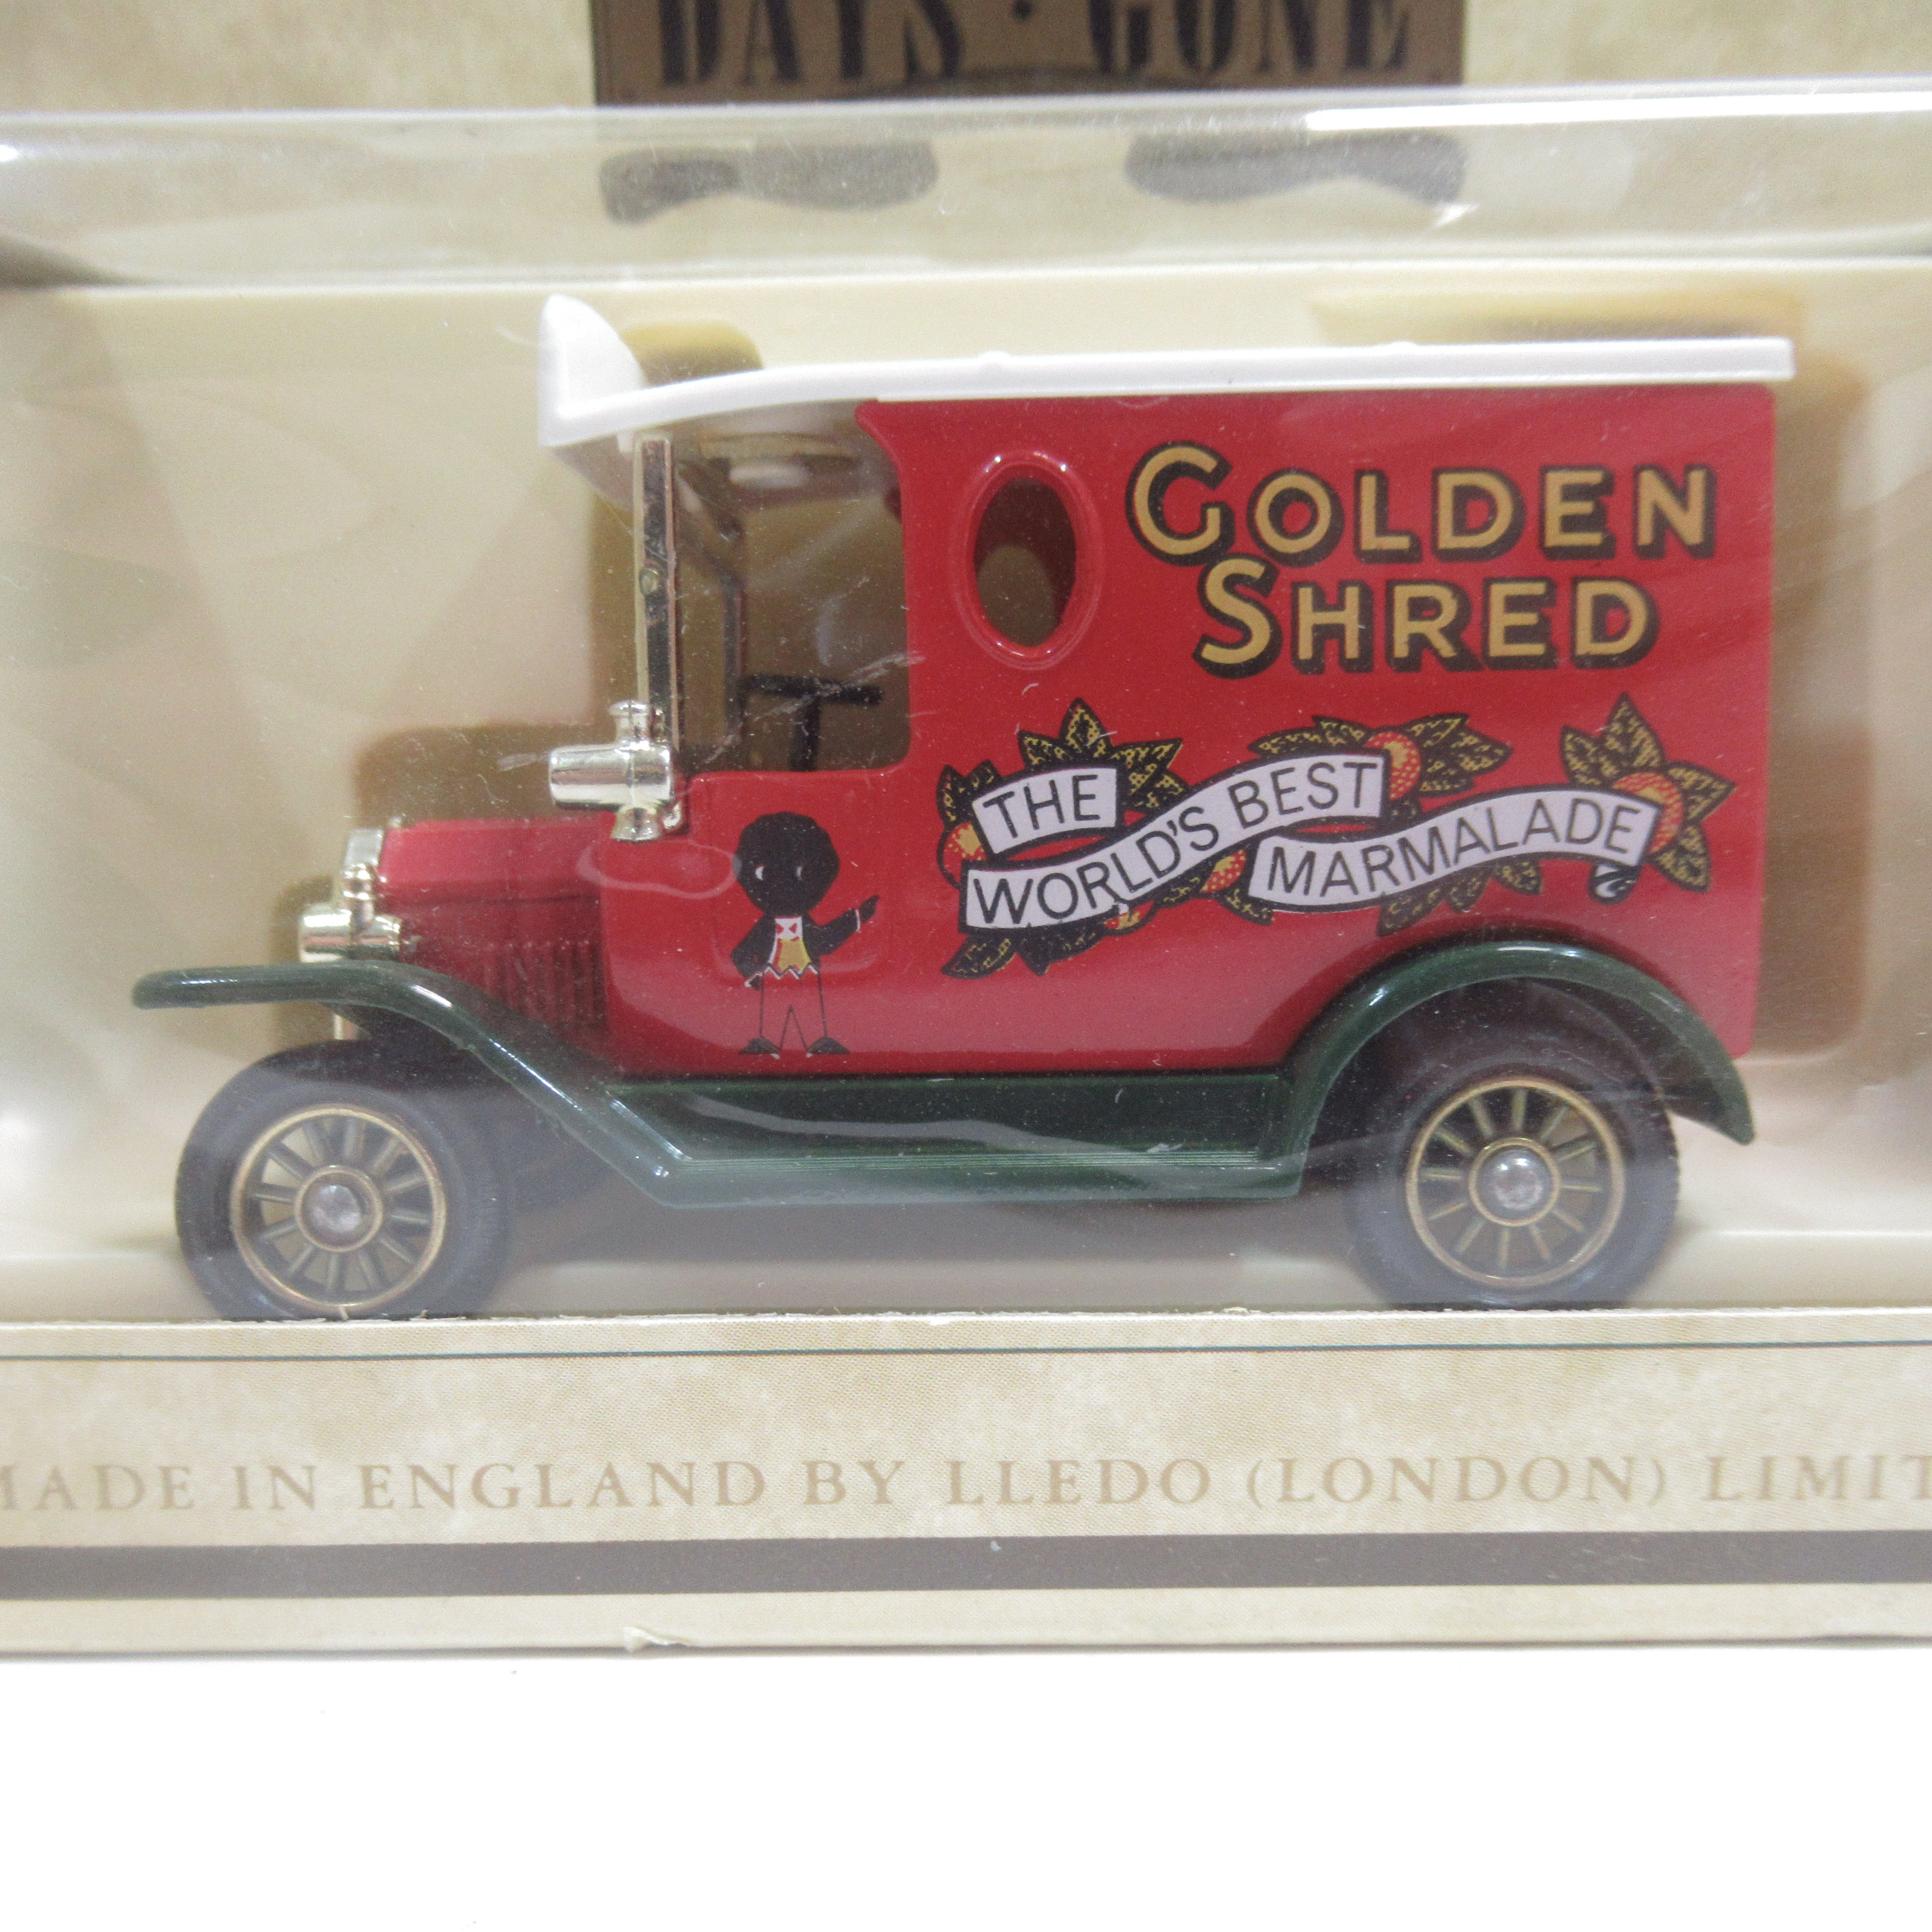 DAYS · GONE
GOLDEN
SHRED
THE
WORLD'S BEST
MARMALADE
MADE IN ENGLAND BY LLEDO (LONDON) LIMIT